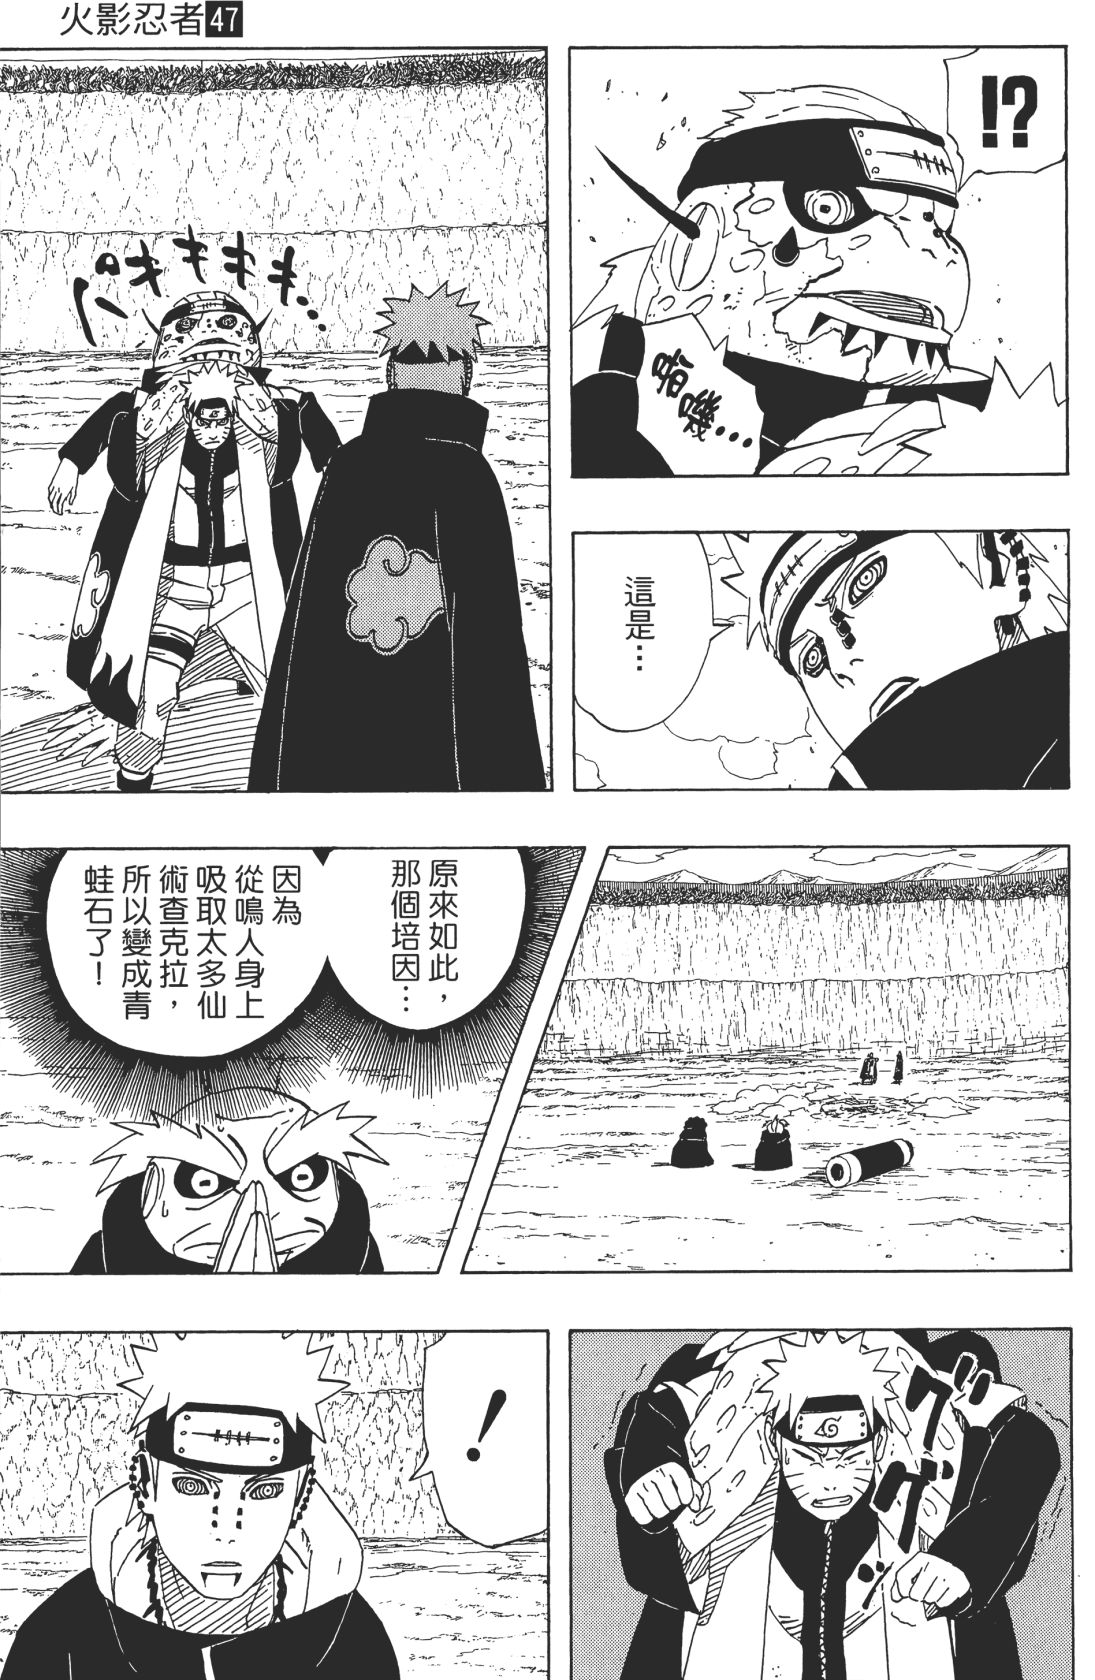 火影忍者47
!?
嘰嘰…
這是…
パキキキキ…
原來如此，
那個培因…
因為
從鳴人身上
吸取太多仙
術查克拉，
所以變成青
蛙石了！
ググググ
！